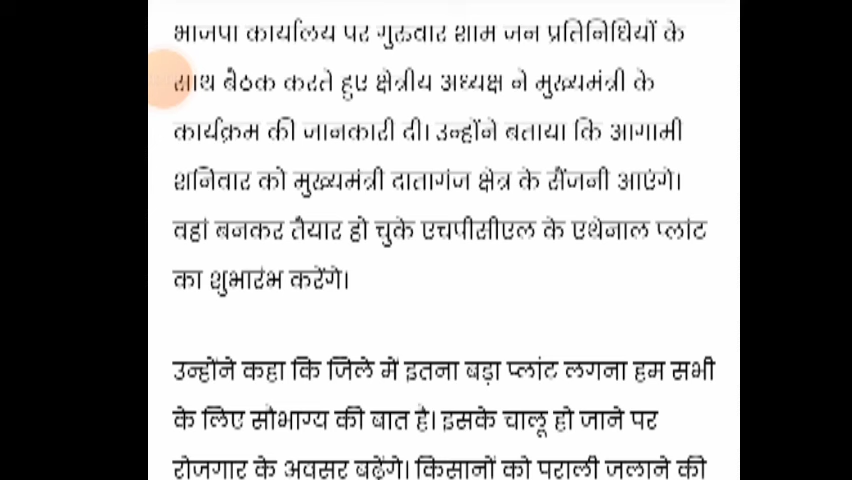 भाजपा कार्यालय पर गुरुवार शाम जन प्रतिनिधियों के
साथ बैठक करते हुए क्षेत्रीय अध्यक्ष ने मुख्यमंत्री के
कार्यक्रम की जानकारी दी। उन्होंने बताया कि आगामी
शनिवार को मुख्यमंत्री दातागंज क्षेत्र के सैंजनी आएंगे।
वहां बनकर तैयार हो चुके एचपीसीएल के एथेनाल प्लांट
का शुभारंभ करेंगे।
उन्होंने कहा कि जिले में इतना बड़ा प्लांट लगना हम सभी
के लिए सौभाग्य की बात है। इसके चालू हो जाने पर
रोजगार के अवसर बढ़ेंगे। किसानों को पराली जलाने की